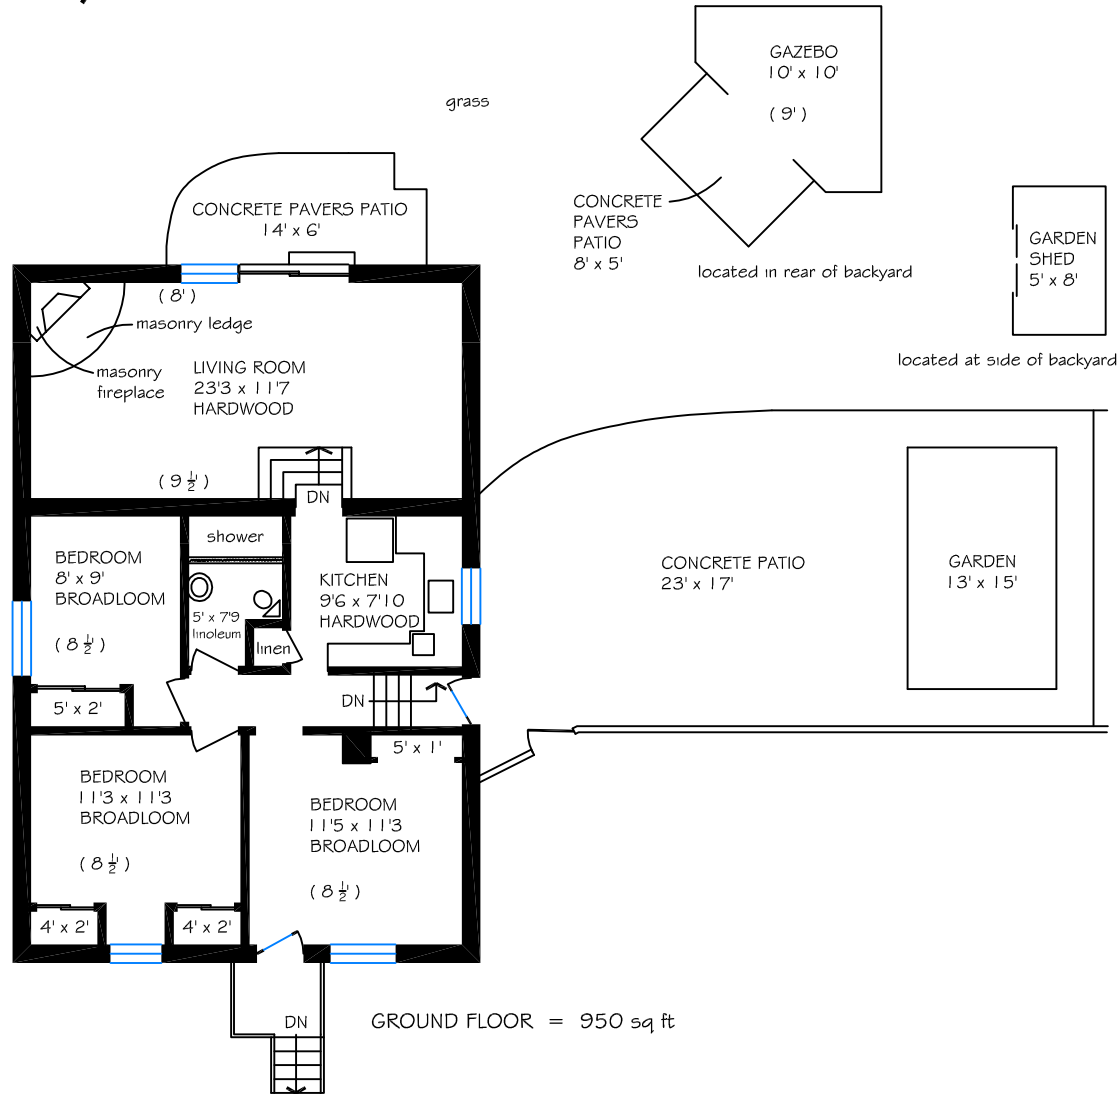 GAZEBO
10' x 10'
( 9' )
grass
CONCRETE
PAVERS
PATIO
8' x 5'
located in rear of backyard
GARDEN
SHED
5' x 8'
located at side of backyard
CONCRETE PAVERS PATIO
14' x 6'
( 8' )
masonry ledge
masonry
fireplace
LIVING ROOM
23'3 x 11'7
HARDWOOD
( 9 1/2' )
DN
shower
BEDROOM
8' x 9'
BROADLOOM
( 8 1/2' )
5' x 7'9
linoleum
linen
KITCHEN
9'6 x 7'10
HARDWOOD
CONCRETE PATIO
23' x 17'
GARDEN
13' x 15'
5' x 2'
DN
5' x 1'
BEDROOM
11'3 x 11'3
BROADLOOM
( 8 1/2' )
BEDROOM
11'5 x 11'3
BROADLOOM
( 8 1/2' )
4' x 2'
4' x 2'
DN
GROUND FLOOR = 950 sq ft